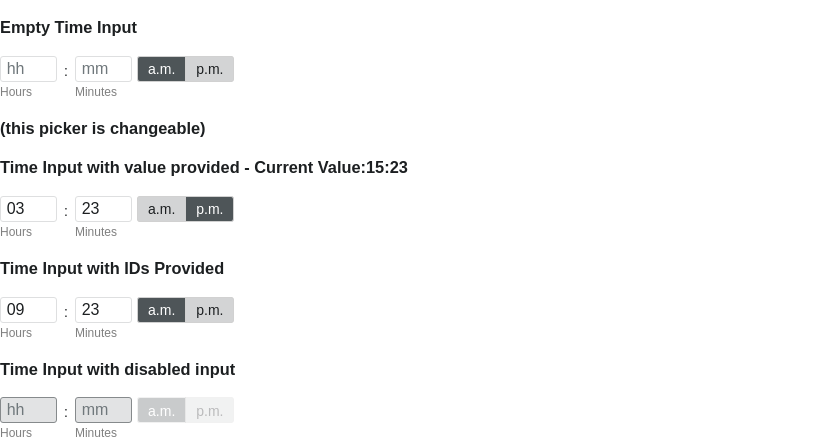 Empty Time Input
hh : mm a.m. p.m.
Hours Minutes
(this picker is changeable)
Time Input with value provided - Current Value:15:23
03 : 23 a.m. p.m.
Hours Minutes
Time Input with IDs Provided
09 : 23 a.m. p.m.
Hours Minutes
Time Input with disabled input
hh : mm a.m. p.m.
Hours Minutes